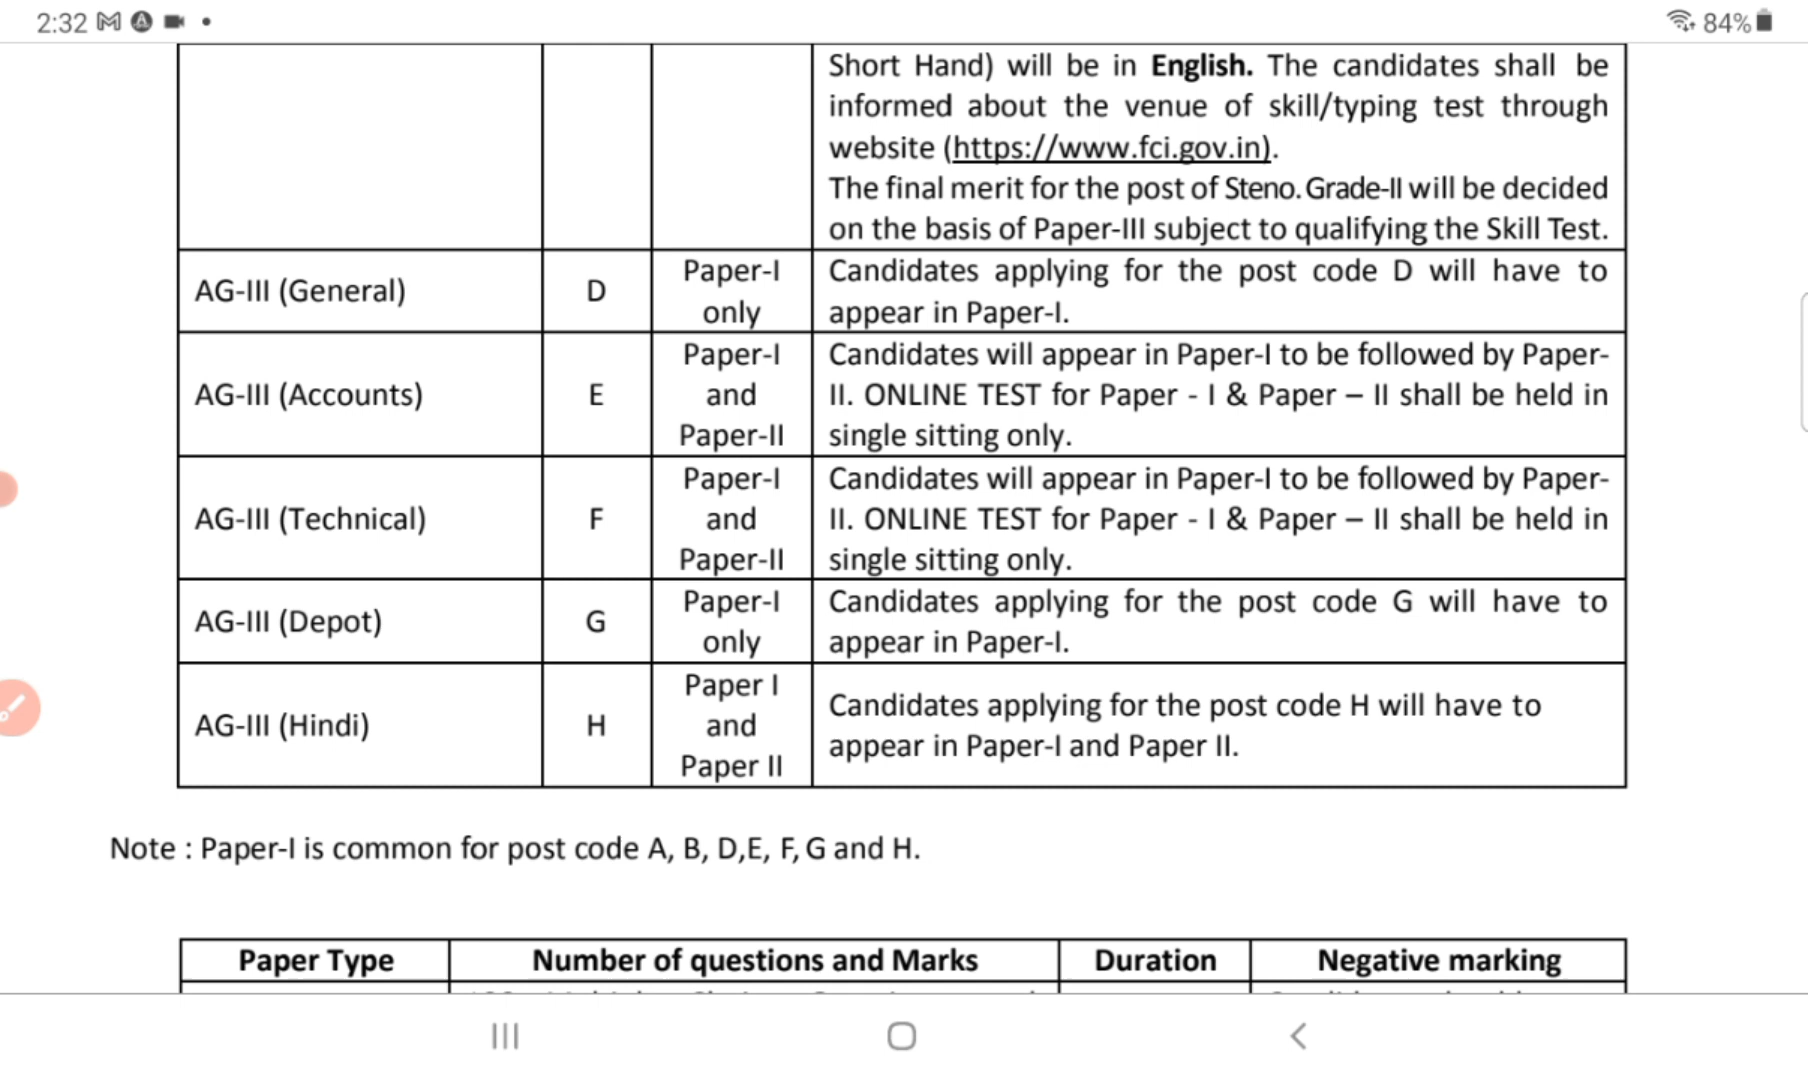 2:32
84%
Short Hand) will be in English. The candidates shall be
informed about the venue of skill/typing test through
website (https://www.fci.gov.in).
The final merit for the post of Steno. Grade-II will be decided
on the basis of Paper-III subject to qualifying the Skill Test.
AG-III (General)
D
Paper-I
only
Candidates applying for the post code D will have to
appear in Paper-I.
AG-III (Accounts)
E
Paper-I
and
Paper-II
Candidates will appear in Paper-I to be followed by Paper-
II. ONLINE TEST for Paper - I & Paper – II shall be held in
single sitting only.
AG-III (Technical)
F
Paper-I
and
Paper-II
Candidates will appear in Paper-I to be followed by Paper-
II. ONLINE TEST for Paper - I & Paper – II shall be held in
single sitting only.
AG-III (Depot)
G
Paper-I
only
Candidates applying for the post code G will have to
appear in Paper-I.
AG-III (Hindi)
H
Paper I
and
Paper II
Candidates applying for the post code H will have to
appear in Paper-I and Paper II.
Note : Paper-I is common for post code A, B, D,E, F, G and H.
Paper Type
Number of questions and Marks
Duration
Negative marking